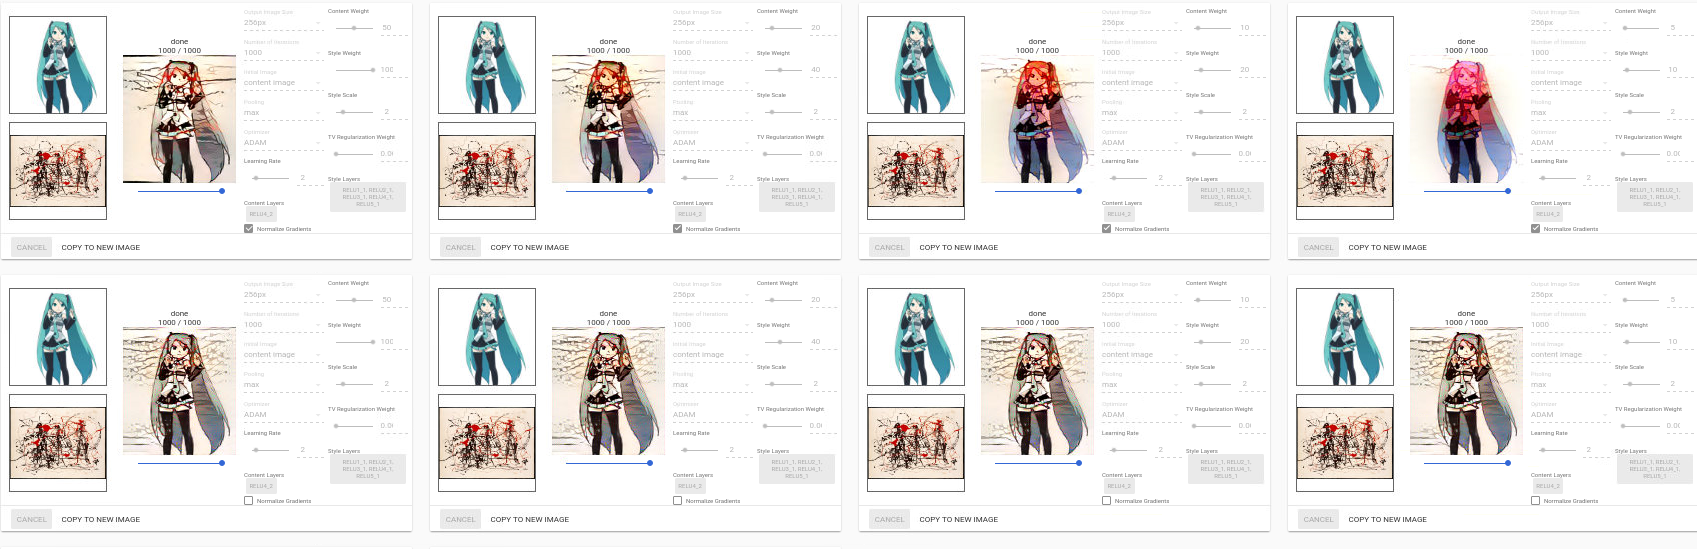 Output Image Size
256px
Number of Iterations
1000
Initial Image
content image
Pooling
max
Optimizer
ADAM
Learning Rate
2
Content Layers
RELU4_2
Normalize Gradients
Content Weight
50
Style Weight
100
Style Scale
2
TV Regularization Weight
0.0
Style Layers
RELU1_1, RELU2_1,
RELU3_1, RELU4_1,
RELU5_1
done
1000 / 1000
CANCEL COPY TO NEW IMAGE
Output Image Size
256px
Number of Iterations
1000
Initial Image
content image
Pooling
max
Optimizer
ADAM
Learning Rate
2
Content Layers
RELU4_2
Normalize Gradients
Content Weight
20
Style Weight
40
Style Scale
2
TV Regularization Weight
0.0
Style Layers
RELU1_1, RELU2_1,
RELU3_1, RELU4_1,
RELU5_1
done
1000 / 1000
CANCEL COPY TO NEW IMAGE
Output Image Size
256px
Number of Iterations
1000
Initial Image
content image
Pooling
max
Optimizer
ADAM
Learning Rate
2
Content Layers
RELU4_2
Normalize Gradients
Content Weight
10
Style Weight
20
Style Scale
2
TV Regularization Weight
0.0
Style Layers
RELU1_1, RELU2_1,
RELU3_1, RELU4_1,
RELU5_1
done
1000 / 1000
CANCEL COPY TO NEW IMAGE
Output Image Size
256px
Number of Iterations
1000
Initial Image
content image
Pooling
max
Optimizer
ADAM
Learning Rate
2
Content Layers
RELU4_2
Normalize Gradients
Content Weight
5
Style Weight
10
Style Scale
2
TV Regularization Weight
0.00
Style Layers
RELU1_1, RELU2_1,
RELU3_1, RELU4_1,
RELU5_1
done
1000 / 1000
CANCEL COPY TO NEW IMAGE
Output Image Size
256px
Number of Iterations
1000
Initial Image
content image
Pooling
max
Optimizer
ADAM
Learning Rate
2
Content Layers
RELU4_2
Normalize Gradients
Content Weight
50
Style Weight
100
Style Scale
2
TV Regularization Weight
0.0
Style Layers
RELU1_1, RELU2_1,
RELU3_1, RELU4_1,
RELU5_1
done
1000 / 1000
CANCEL COPY TO NEW IMAGE
Output Image Size
256px
Number of Iterations
1000
Initial Image
content image
Pooling
max
Optimizer
ADAM
Learning Rate
2
Content Layers
RELU4_2
Normalize Gradients
Content Weight
20
Style Weight
40
Style Scale
2
TV Regularization Weight
0.0
Style Layers
RELU1_1, RELU2_1,
RELU3_1, RELU4_1,
RELU5_1
done
1000 / 1000
CANCEL COPY TO NEW IMAGE
Output Image Size
256px
Number of Iterations
1000
Initial Image
content image
Pooling
max
Optimizer
ADAM
Learning Rate
2
Content Layers
RELU4_2
Normalize Gradients
Content Weight
10
Style Weight
20
Style Scale
2
TV Regularization Weight
0.0
Style Layers
RELU1_1, RELU2_1,
RELU3_1, RELU4_1,
RELU5_1
done
1000 / 1000
CANCEL COPY TO NEW IMAGE
Output Image Size
256px
Number of Iterations
1000
Initial Image
content image
Pooling
max
Optimizer
ADAM
Learning Rate
2
Content Layers
RELU4_2
Normalize Gradients
Content Weight
5
Style Weight
10
Style Scale
2
TV Regularization Weight
0.00
Style Layers
RELU1_1, RELU2_1,
RELU3_1, RELU4_1,
RELU5_1
done
1000 / 1000
CANCEL COPY TO NEW IMAGE